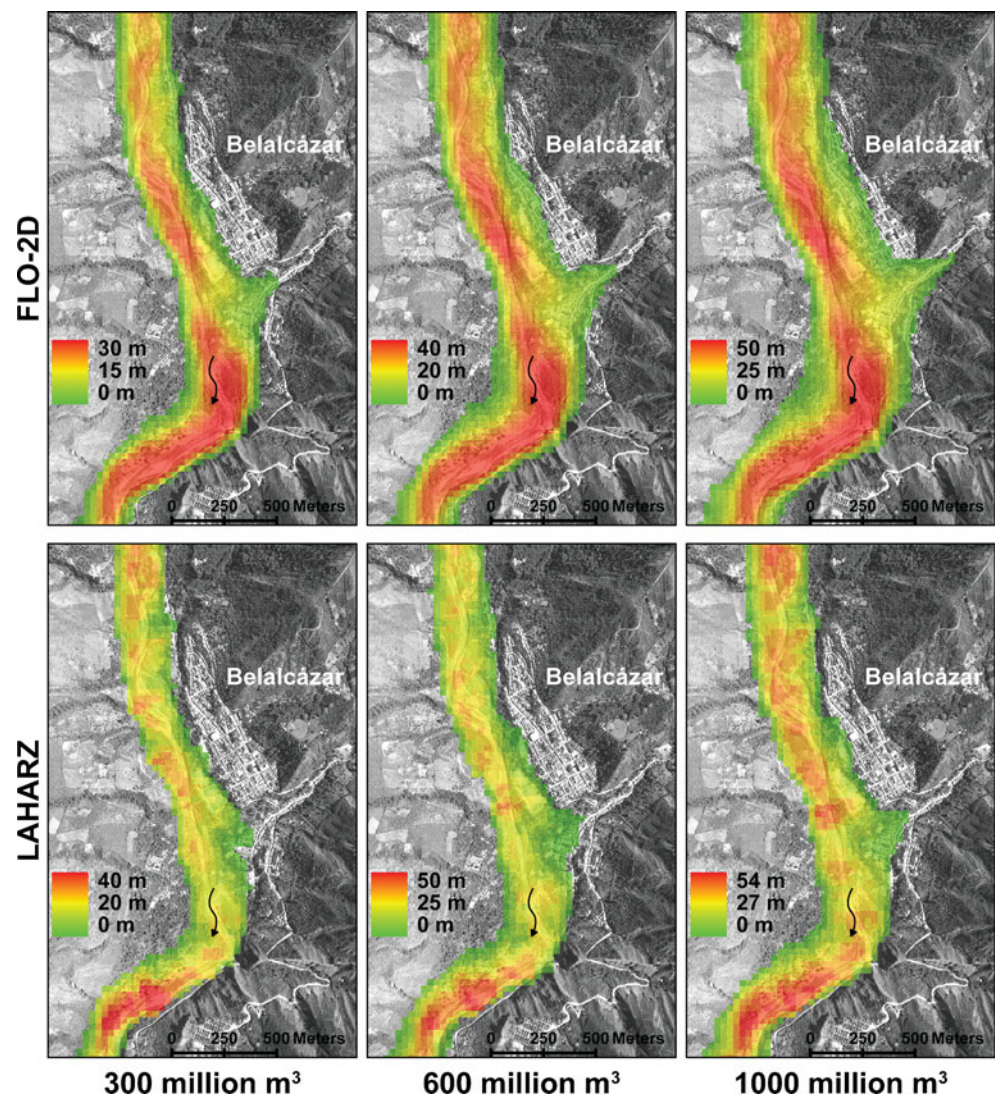 FLO-2D
Belalcázar
30 m
15 m
0 m
0 250 500 Meters
Belalcázar
40 m
20 m
0 m
0 250 500 Meters
Belalcázar
50 m
25 m
0 m
0 250 500 Meters
LAHARZ
Belalcázar
40 m
20 m
0 m
0 250 500 Meters
Belalcázar
50 m
25 m
0 m
0 250 500 Meters
Belalcázar
54 m
27 m
0 m
0 250 500 Meters
300 million m³
600 million m³
1000 million m³